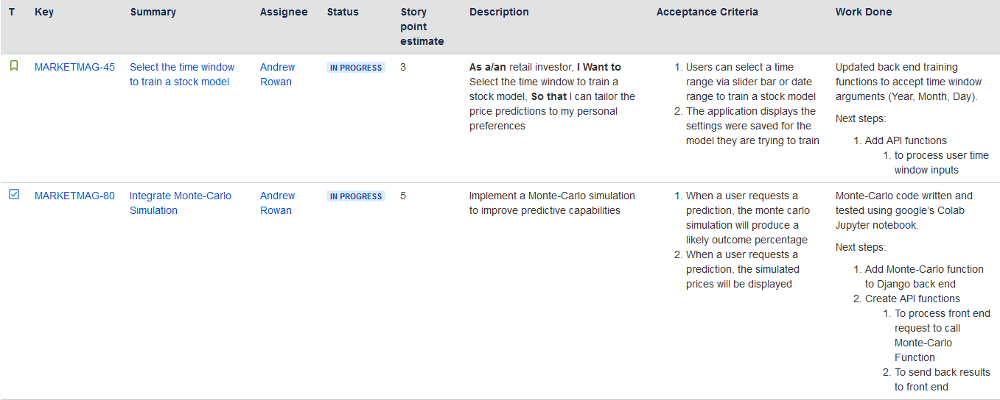 T Key Summary Assignee Status Story point estimate Description Acceptance Criteria Work Done
MARKETMAG-45
Select the time window
to train a stock model
Andrew
Rowan
IN PROGRESS
3
As a/an retail investor, I Want to
Select the time window to train a
stock model, So that I can tailor the
price predictions to my personal
preferences
1. Users can select a time
range via slider bar or date
range to train a stock model
2. The application displays the
settings were saved for the
model they are trying to train
Updated back end training
functions to accept time window
arguments (Year, Month, Day).
Next steps:
1. Add API functions
1. to process user time
window inputs
MARKETMAG-80
Integrate Monte-Carlo
Simulation
Andrew
Rowan
IN PROGRESS
5
Implement a Monte-Carlo simulation
to improve predictive capabilities
1. When a user requests a
prediction, the monte carlo
simulation will produce a
likely outcome percentage
2. When a user requests a
prediction, the simulated
prices will be displayed
Monte-Carlo code written and
tested using google's Colab
Jupyter notebook.
Next steps:
1. Add Monte-Carlo function
to Django back end
2. Create API functions
1. To process front end
request to call
Monte-Carlo
Function
2. To send back results
to front end